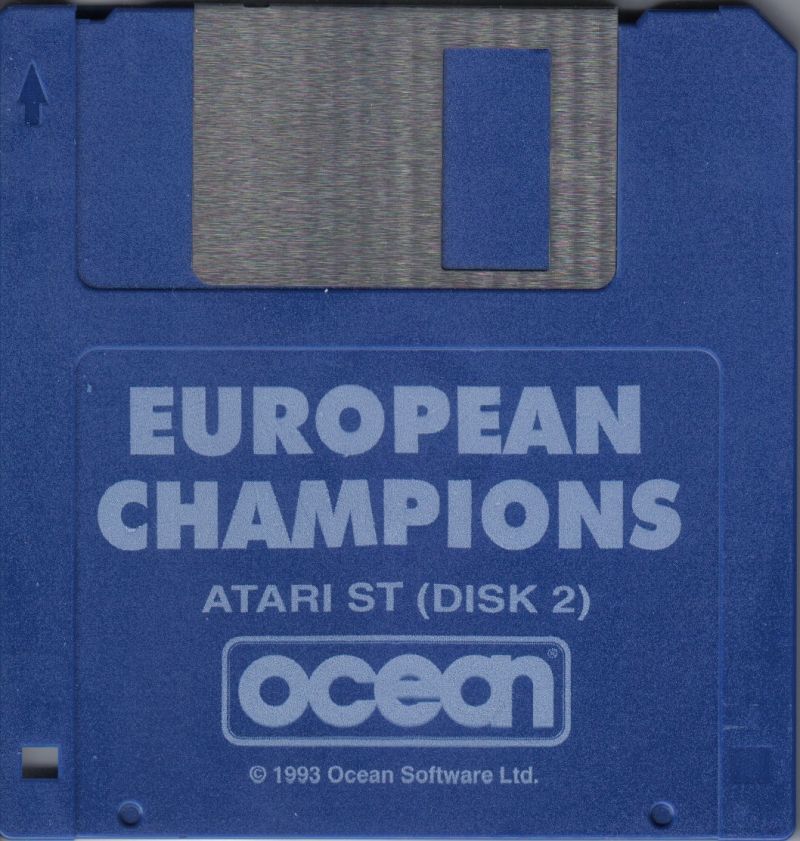 EUROPEAN
CHAMPIONS
ATARI ST (DISK 2)
ocean®
© 1993 Ocean Software Ltd.